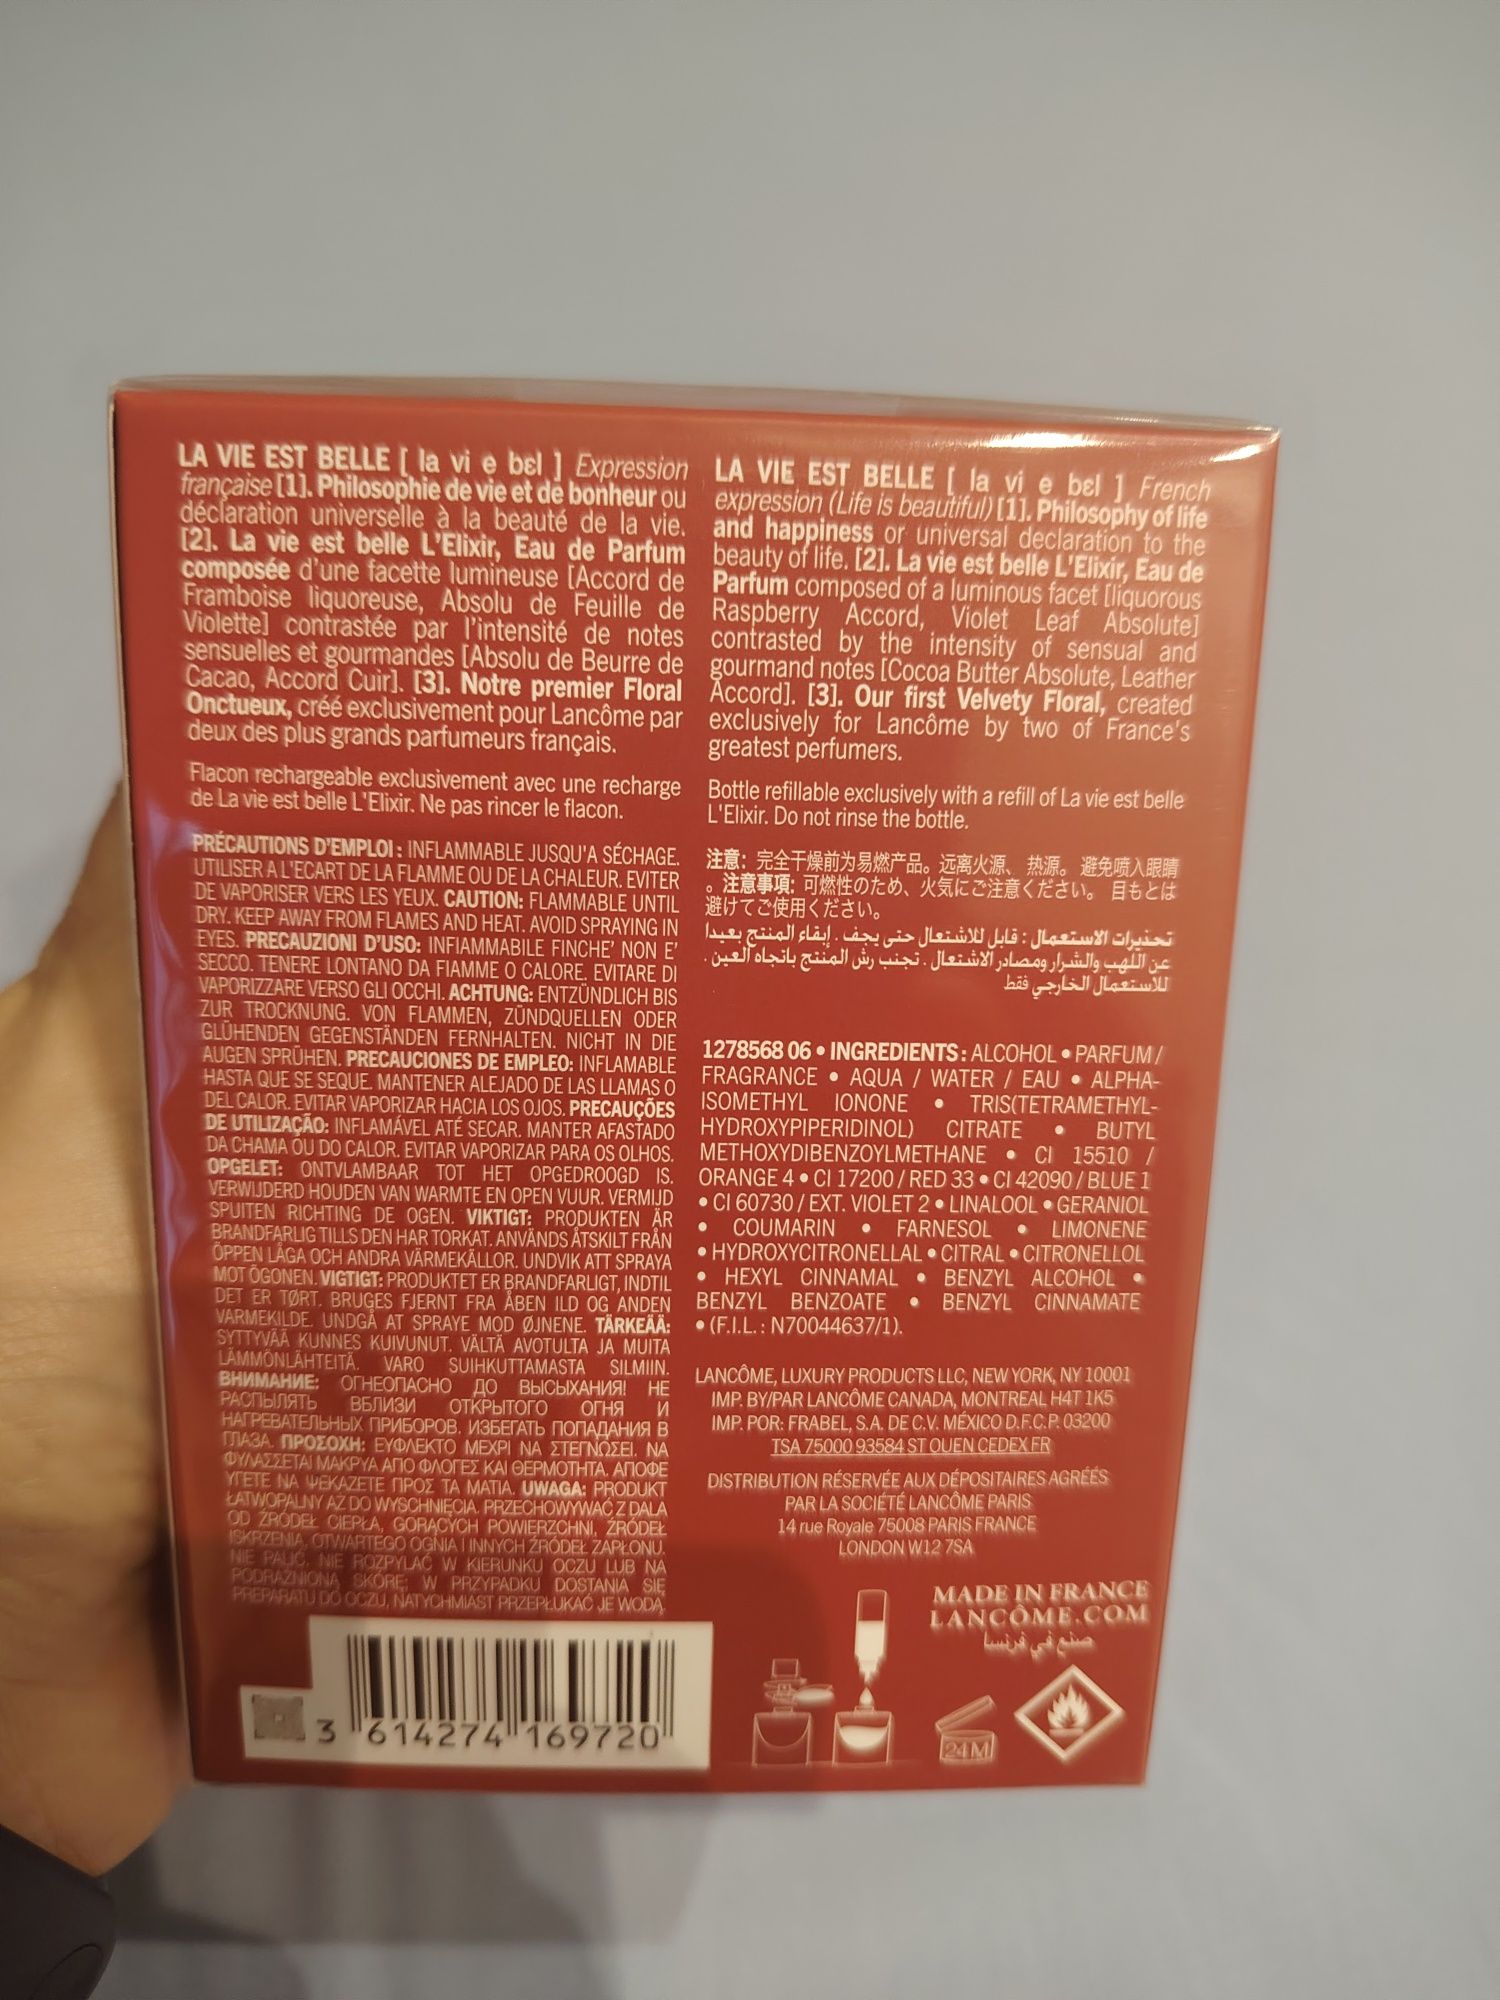 LA VIE EST BELLE [ la vi e bɛl ] Expression
française [1]. Philosophie de vie et de bonheur ou
déclaration universelle à la beauté de la vie.
[2]. La vie est belle L'Elixir, Eau de Parfum
composée d'une facette lumineuse [Accord de
Framboise liquoreuse, Absolu de Feuille de
Violette] contrastée par l'intensité de notes
sensuelles et gourmandes [Absolu de Beurre de
Cacao, Accord Cuir]. [3]. Notre premier Floral
Onctueux, créé exclusivement pour Lancôme par
deux des plus grands parfumeurs français.
Flacon rechargeable exclusivement avec une recharge
de La vie est belle L'Elixir. Ne pas rincer le flacon.
PRÉCAUTIONS D'EMPLOI : INFLAMMABLE JUSQU'A SÉCHAGE.
UTILISER A L'ECART DE LA FLAMME OU DE LA CHALEUR. EVITER
DE VAPORISER VERS LES YEUX. CAUTION: FLAMMABLE UNTIL
DRY. KEEP AWAY FROM FLAMES AND HEAT. AVOID SPRAYING IN
EYES. PRECAUZIONI D'USO: INFIAMMABILE FINCHE' NON E'
SECCO. TENERE LONTANO DA FIAMME O CALORE. EVITARE DI
VAPORIZZARE VERSO GLI OCCHI. ACHTUNG: ENTZÜNDLICH BIS
ZUR TROCKNUNG. VON FLAMMEN, ZÜNDQUELLEN ODER
GLÜHENDEN GEGENSTÄNDEN FERNHALTEN. NICHT IN DIE
AUGEN SPRÜHEN. PRECAUCIONES DE EMPLEO: INFLAMABLE
HASTA QUE SE SEQUE. MANTENER ALEJADO DE LAS LLAMAS O
DEL CALOR. EVITAR VAPORIZAR HACIA LOS OJOS. PRECAUÇÕES
DE UTILIZAÇÃO: INFLAMÁVEL ATÉ SECAR. MANTER AFASTADO
DA CHAMA OU DO CALOR. EVITAR VAPORIZAR PARA OS OLHOS.
OPGELET: ONTVLAMBAAR TOT HET OPGEDROOGD IS.
VERWIJDERD HOUDEN VAN WARMTE EN OPEN VUUR. VERMIJD
SPUITEN RICHTING DE OGEN. VIKTIGT: PRODUKTEN ÄR
BRANDFARLIG TILLS DEN HAR TORKAT. ANVÄNDS ÅTSKILT FRÅN
ÖPPEN LÅGA OCH ANDRA VÄRMEKÄLLOR. UNDVIK ATT SPRAYA
MOT ÖGONEN. VIGTIGT: PRODUKTET ER BRANDFARLIGT, INDTIL
DET ER TØRT. BRUGES FJERNT FRA ÅBEN ILD OG ANDEN
VARMEKILDE. UNDGÅ AT SPRAYE MOD ØJNENE. TÄRKEÄÄ:
SYTTYVÄÄ KUNNES KUIVUNUT. VÄLTÄ AVOTULTA JA MUITA
LÄMMÖNLÄHTEITÄ. VARO SUIHKUTTAMASTA SILMIIN.
ВНИМАНИЕ: ОГНЕОПАСНО ДО ВЫСЫХАНИЯ! НЕ
РАСПЫЛЯТЬ ВБЛИЗИ ОТКРЫТОГО ОГНЯ И
НАГРЕВАТЕЛЬНЫХ ПРИБОРОВ. ИЗБЕГАТЬ ПОПАДАНИЯ В
ГЛАЗА. ΠΡΟΣΟΧΗ: ΕΥΦΛΕΚΤΟ ΜΕΧΡΙ ΝΑ ΣΤΕΓΝΩΣΕΙ. ΝΑ
ΦΥΛΑΣΣΕΤΑΙ ΜΑΚΡΥΑ ΑΠΟ ΦΛΟΓΕΣ ΚΑΙ ΘΕΡΜΟΤΗΤΑ. ΑΠΟΦΕ
ΥΓΕΤΕ ΝΑ ΨΕΚΑΖΕΤΕ ΠΡΟΣ ΤΑ ΜΑΤΙΑ. UWAGA: PRODUKT
ŁATWOPALNY AŻ DO WYSCHNIĘCIA. PRZECHOWYWAĆ Z DALA
OD ŹRÓDEŁ CIEPŁA, GORĄCYCH POWIERZCHNI, ŹRÓDEŁ
ISKRZENIA, OTWARTEGO OGNIA I INNYCH ŹRÓDEŁ ZAPŁONU.
NIE PALIĆ. NIE ROZPYLAĆ W KIERUNKU OCZU LUB NA
PODRAŻNIONĄ SKÓRĘ; W PRZYPADKU DOSTANIA SIĘ
PREPARATU DO OCZU, NATYCHMIAST PRZEPŁUKAĆ JE WODĄ.
3 614274 169720
LA VIE EST BELLE [ la vi e bɛl ] French
expression (Life is beautiful) [1]. Philosophy of life
and happiness or universal declaration to the
beauty of life. [2]. La vie est belle L'Elixir, Eau de
Parfum composed of a luminous facet [liquorous
Raspberry Accord, Violet Leaf Absolute]
contrasted by the intensity of sensual and
gourmand notes [Cocoa Butter Absolute, Leather
Accord]. [3]. Our first Velvety Floral, created
exclusively for Lancôme by two of France's
greatest perfumers.
Bottle refillable exclusively with a refill of La vie est belle
L'Elixir. Do not rinse the bottle.
注意：完全干燥前为易燃产品。远离火源、 热源。 避免喷入眼睛
。注意事項: 可燃性のため、火気にご注意ください。 目もとは
避けてご使用ください。
تحذيرات الاستعمال : قابل للاشتعال حتى يجف . إبقاء المنتج بعيدا
عن اللهب والشرار ومصادر الاشتعال . تجنب رش المنتج باتجاه العين .
للاستعمال الخارجي فقط
1278568 06 • INGREDIENTS : ALCOHOL • PARFUM /
FRAGRANCE • AQUA / WATER / EAU • ALPHA-
ISOMETHYL IONONE • TRIS(TETRAMETHYL-
HYDROXYPIPERIDINOL) CITRATE • BUTYL
METHOXYDIBENZOYLMETHANE • CI 15510 /
ORANGE 4 • CI 17200 / RED 33 • CI 42090 / BLUE 1
• CI 60730 / EXT. VIOLET 2 • LINALOOL • GERANIOL
• COUMARIN • FARNESOL • LIMONENE
• HYDROXYCITRONELLAL • CITRAL • CITRONELLOL
• HEXYL CINNAMAL • BENZYL ALCOHOL •
BENZYL BENZOATE • BENZYL CINNAMATE
• (F.I.L. : N70044637/1).
LANCÔME, LUXURY PRODUCTS LLC, NEW YORK, NY 10001
IMP. BY/PAR LANCÔME CANADA, MONTREAL H4T 1K5
IMP. POR: FRABEL, S.A. DE C.V. MÉXICO D.F.C.P. 03200
TSA 75000 93584 ST OUEN CEDEX FR
DISTRIBUTION RÉSERVÉE AUX DÉPOSITAIRES AGRÉÉS
PAR LA SOCIÉTÉ LANCÔME PARIS
14 rue Royale 75008 PARIS FRANCE
LONDON W12 7SA
MADE IN FRANCE
LANCÔME.COM
صنع في فرنسا
24M